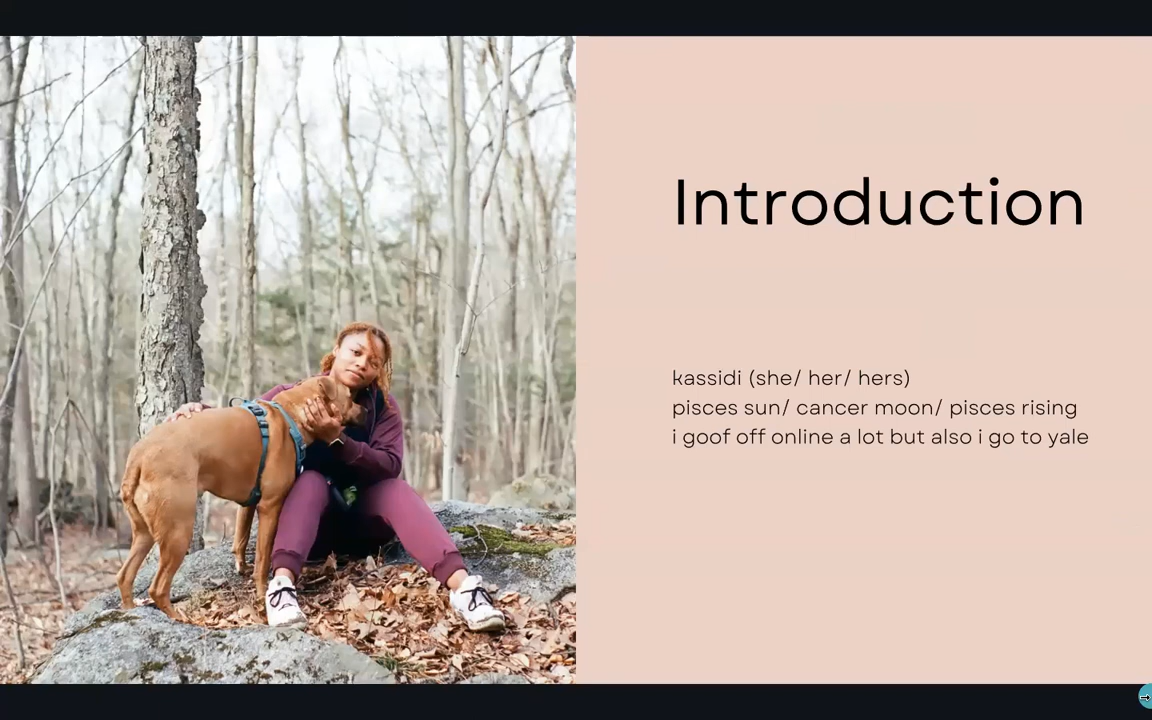 Introduction
kassidi (she/ her/ hers)
pisces sun/ cancer moon/ pisces rising
i goof off online a lot but also i go to yale